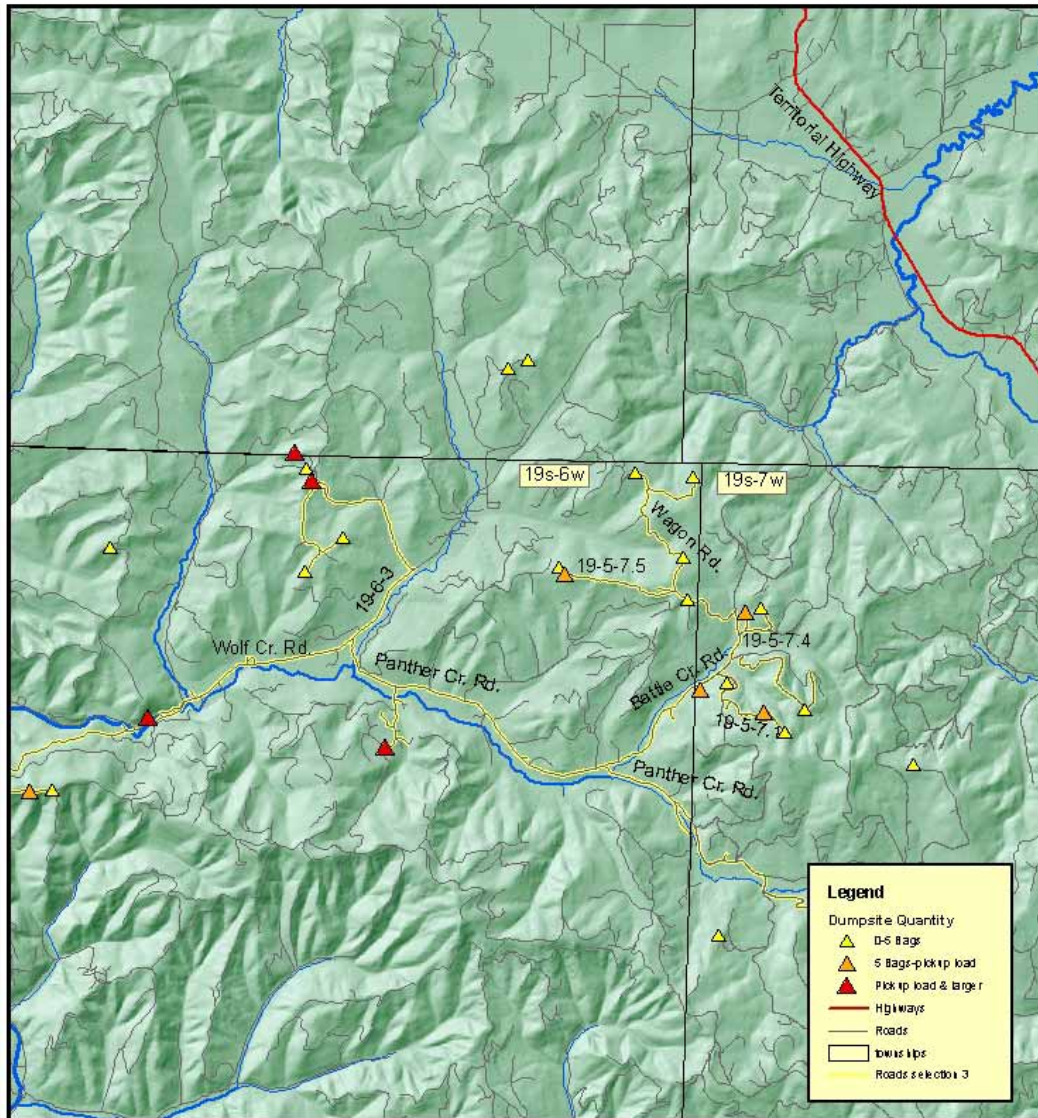 Territorial Highway
19s-6w
19s-7w
Wagon Rd.
19-5-7.5
19-6-3
19-5-7.4
Wolf Cr. Rd.
Panther Cr. Rd.
Battle Cr. Rd.
19-5-7.1
Panther Cr. Rd.
Legend
Dumpsite Quantity
0-5 Bags
5 Bags-pickup load
Pickup load & larger
Highways
Roads
townships
Roads selection 3